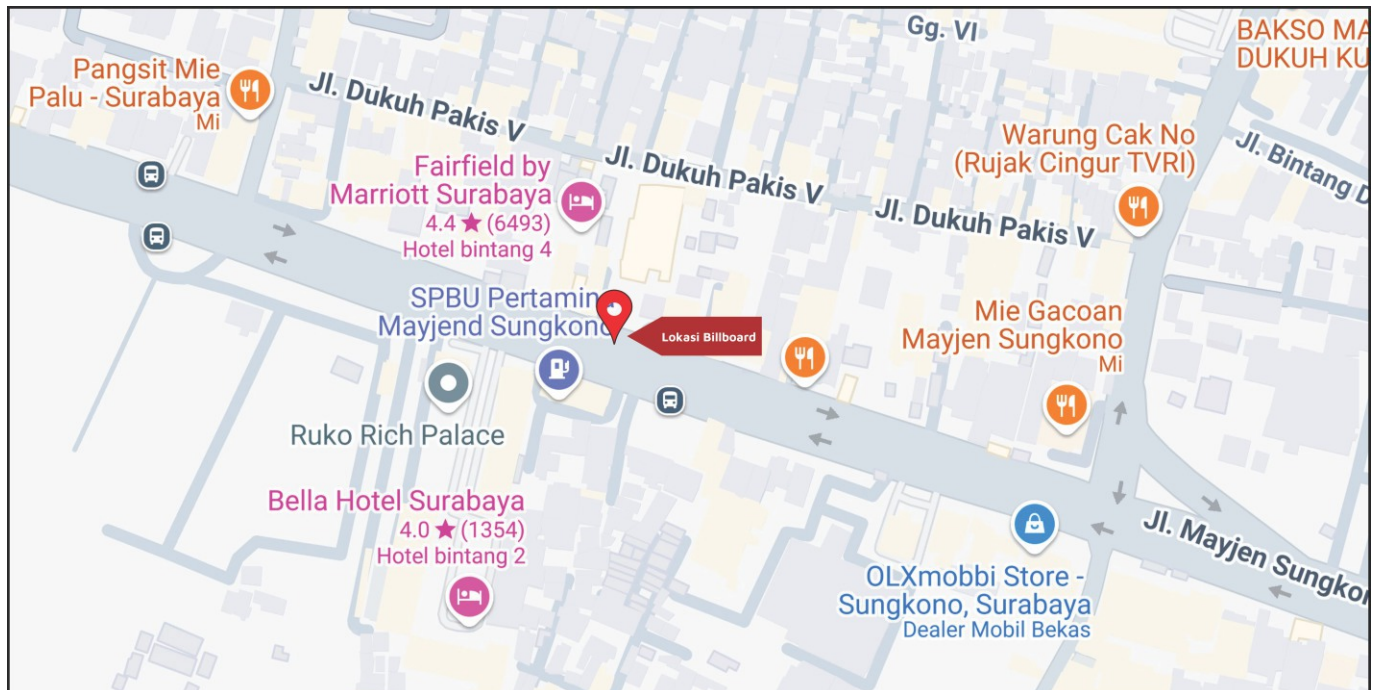 Gg. VI
BAKSO MA
DUKUH KU
Pangsit Mie
Palu - Surabaya
Mi
Jl. Dukuh Pakis V
Warung Cak No
(Rujak Cingur TVRI)
Jl. Bintang D
Fairfield by
Marriott Surabaya
4.4 ★ (6493)
Hotel bintang 4
Jl. Dukuh Pakis V
Jl. Dukuh Pakis V
SPBU Pertamina
Mayjend Sungkono
Lokasi Billboard
Mie Gacoan
Mayjen Sungkono
Mi
Ruko Rich Palace
Bella Hotel Surabaya
4.0 ★ (1354)
Hotel bintang 2
Jl. Mayjen Sungkon
OLXmobbi Store -
Sungkono, Surabaya
Dealer Mobil Bekas